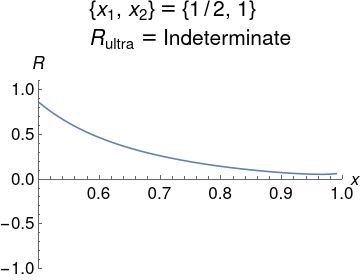 {x₁, x₂} = {1/2, 1}
R_ultra = Indeterminate
R
1.0
0.5
0.0
0.6 0.7 0.8 0.9 1.0 x
−0.5
−1.0